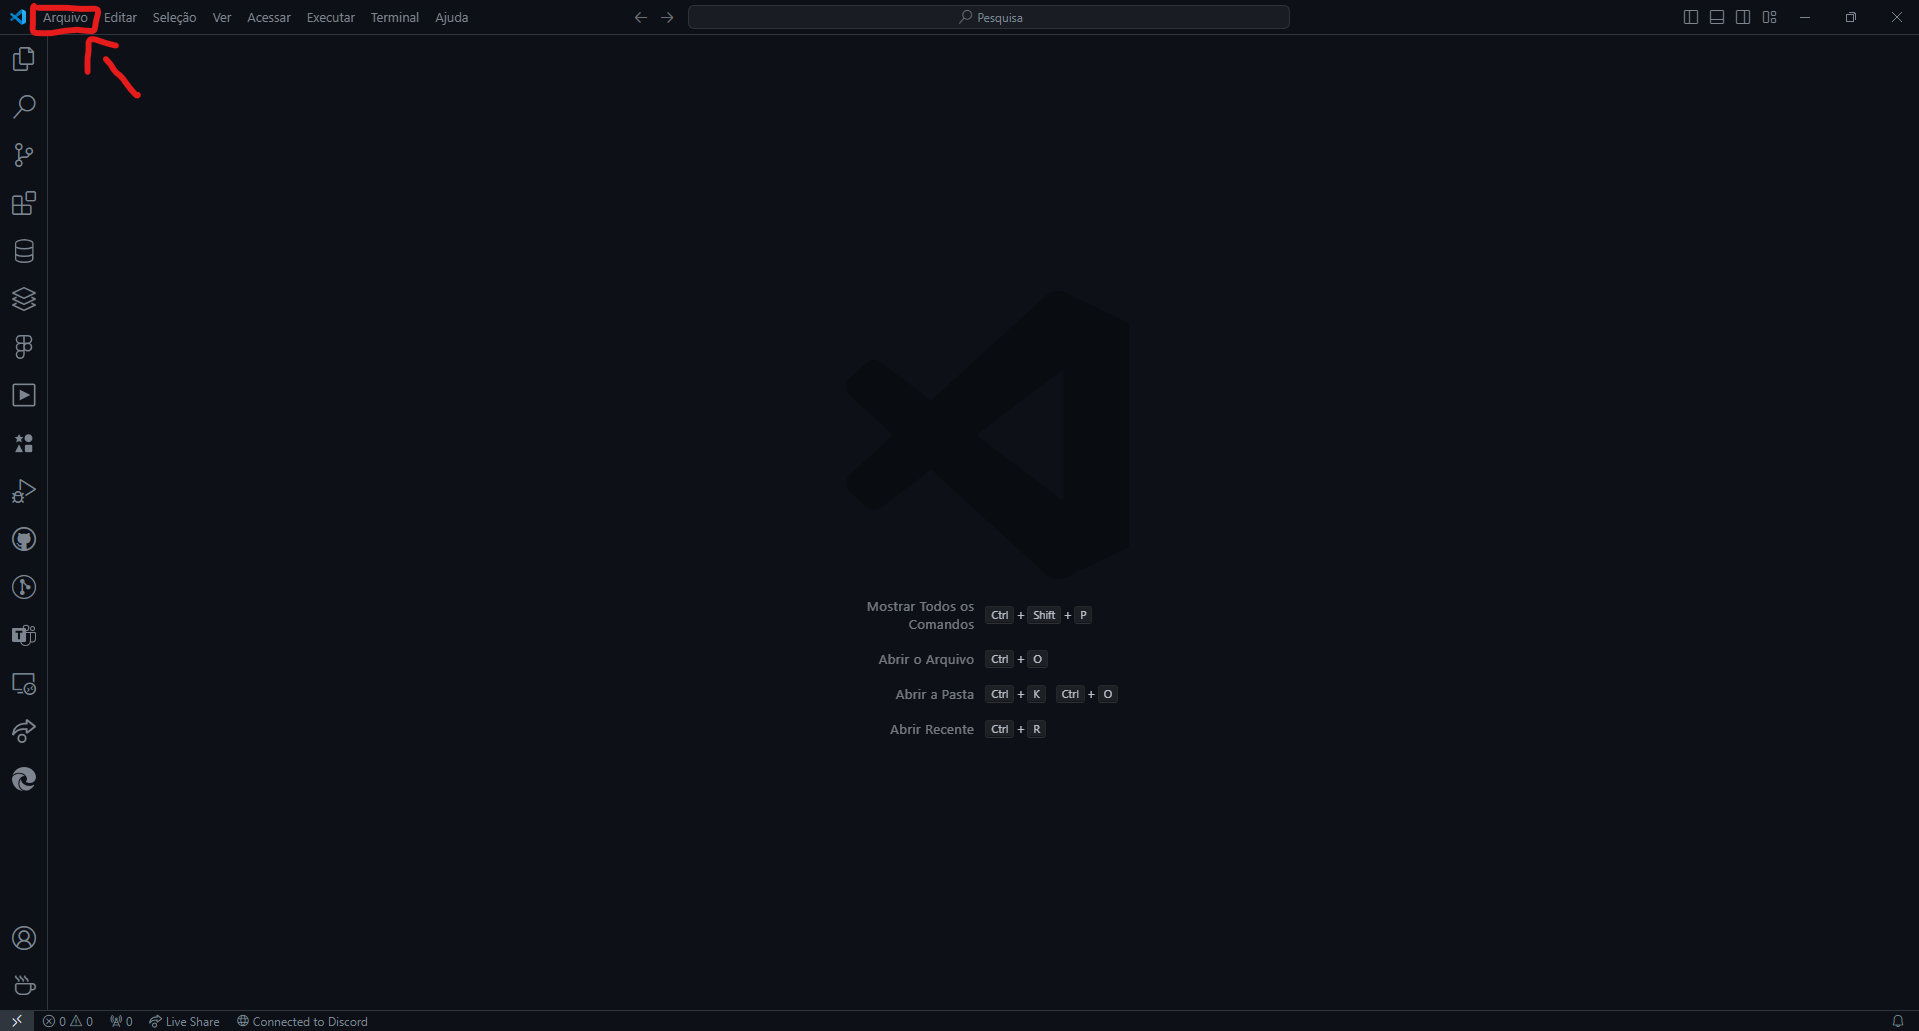 Arquivo Editar Seleção Ver Acessar Executar Terminal Ajuda Pesquisa
Mostrar Todos os
Comandos Ctrl + Shift + P
Abrir o Arquivo Ctrl + O
Abrir a Pasta Ctrl + K Ctrl + O
Abrir Recente Ctrl + R
0 0 0 Live Share Connected to Discord